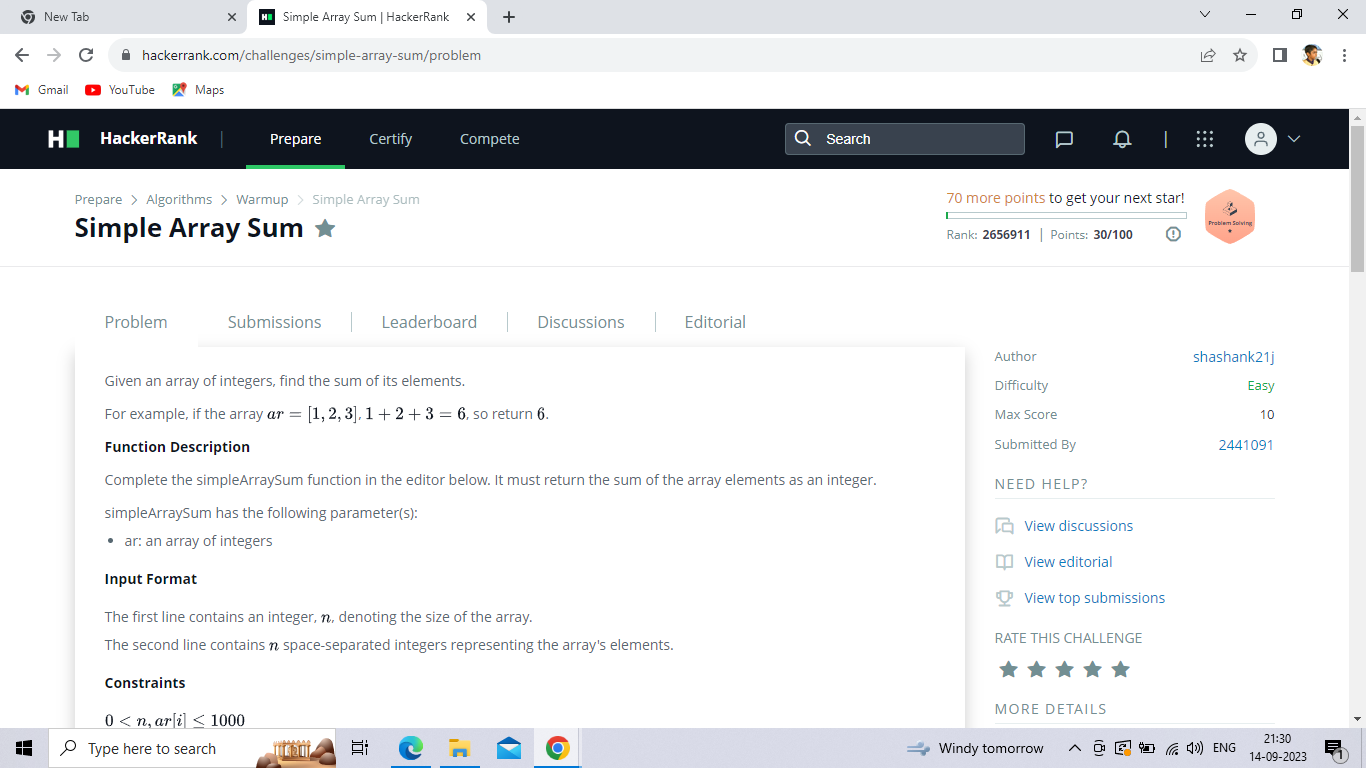 New Tab
Simple Array Sum | HackerRank
hackerrank.com/challenges/simple-array-sum/problem
Gmail YouTube Maps
HackerRank | Prepare Certify Compete Search
Prepare > Algorithms > Warmup > Simple Array Sum
Simple Array Sum
70 more points to get your next star!
Rank: 2656911 | Points: 30/100
Problem Solving
Problem Submissions Leaderboard Discussions Editorial
Given an array of integers, find the sum of its elements.
For example, if the array ar = [1, 2, 3], 1 + 2 + 3 = 6, so return 6.
Function Description
Complete the simpleArraySum function in the editor below. It must return the sum of the array elements as an integer.
simpleArraySum has the following parameter(s):
• ar: an array of integers
Input Format
The first line contains an integer, n, denoting the size of the array.
The second line contains n space-separated integers representing the array's elements.
Constraints
0 < n, ar[i] ≤ 1000
Author shashank21j
Difficulty Easy
Max Score 10
Submitted By 2441091
NEED HELP?
View discussions
View editorial
View top submissions
RATE THIS CHALLENGE
MORE DETAILS
Type here to search
Windy tomorrow
ENG
21:30
14-09-2023
1